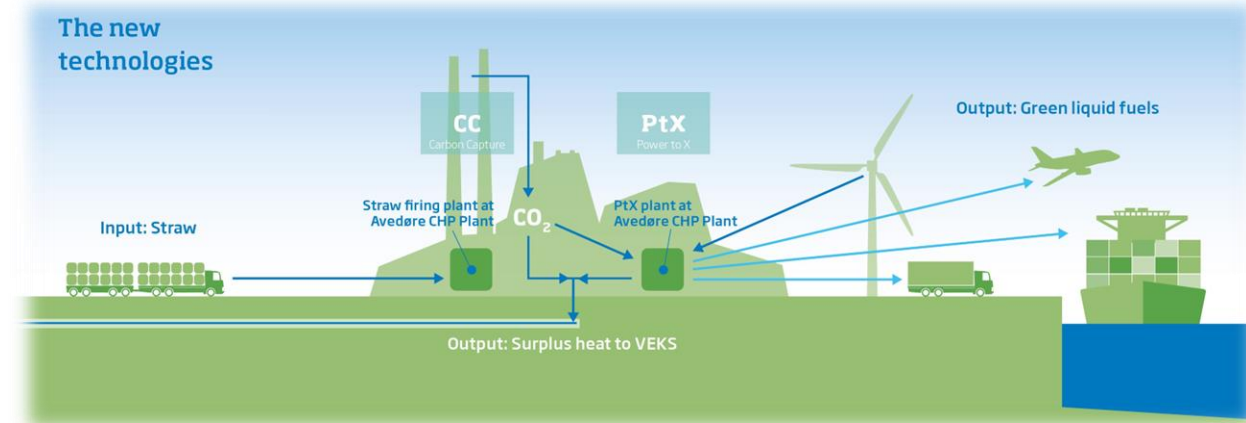 The new
technologies
CC
Carbon Capture
PtX
Power to X
Output: Green liquid fuels
Straw firing plant at
Avedøre CHP Plant
CO₂
PtX plant at
Avedøre CHP Plant
Input: Straw
Output: Surplus heat to VEKS